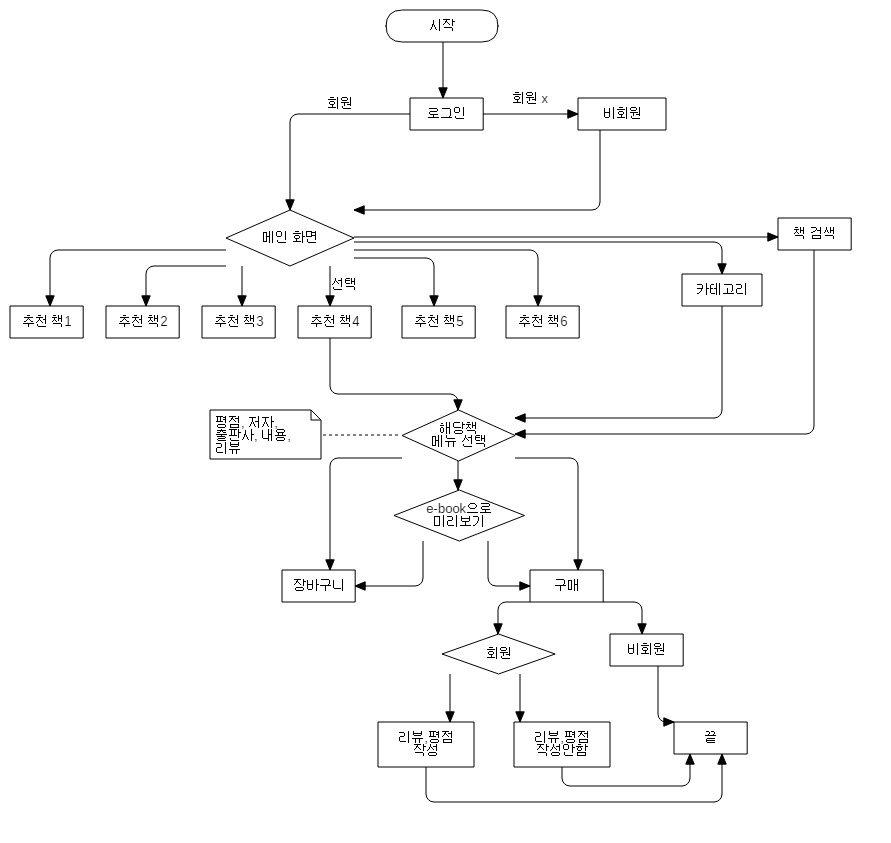 시작
회원
로그인
회원 x
비회원
메인 화면
책 검색
선택
카테고리
추천 책1
추천 책2
추천 책3
추천 책4
추천 책5
추천 책6
평점, 저자,
출판사, 내용,
리뷰
해당책
메뉴 선택
e-book으로
미리보기
장바구니
구매
회원
비회원
리뷰,평점
작성
리뷰,평점
작성안함
끝